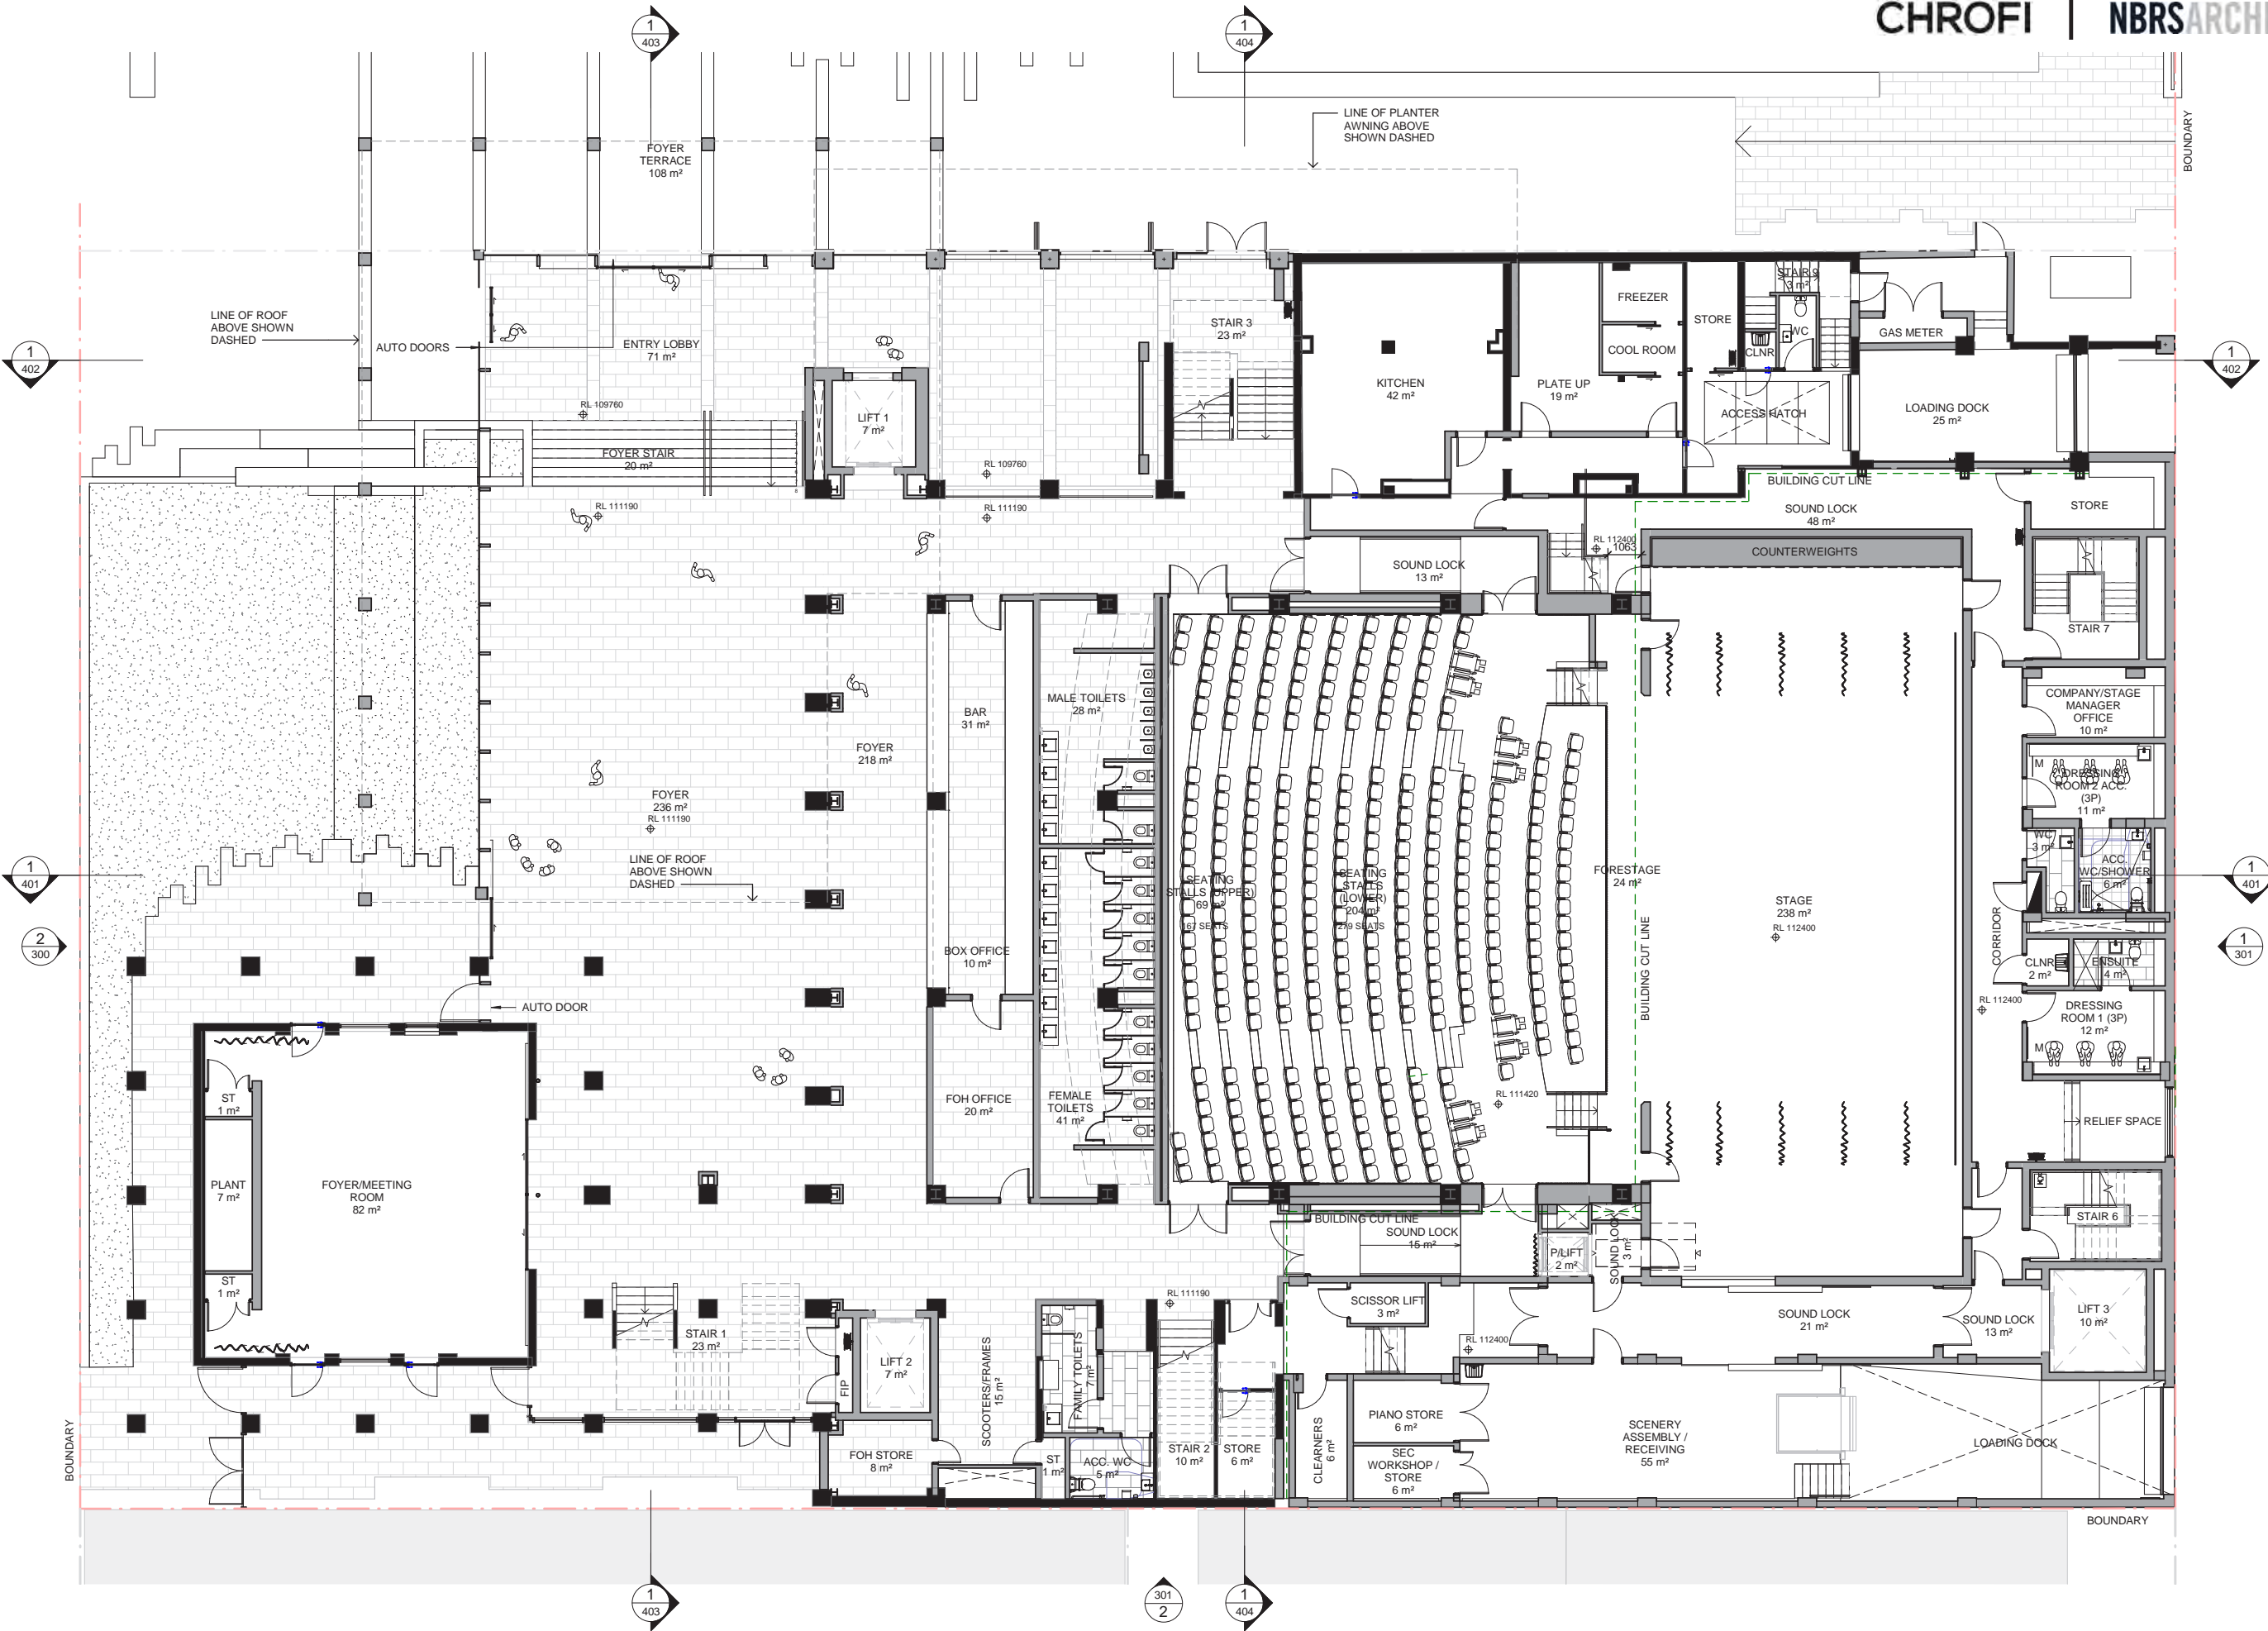 CHROFI | NBRSARCHI
1
403
1
404
LINE OF PLANTER
AWNING ABOVE
SHOWN DASHED
BOUNDARY
FOYER
TERRACE
108 m²
LINE OF ROOF
ABOVE SHOWN
DASHED
AUTO DOORS
ENTRY LOBBY
71 m²
RL 109760
LIFT 1
7 m²
FOYER STAIR
20 m²
RL 109760
RL 111190
RL 111190
STAIR 3
23 m²
KITCHEN
42 m²
PLATE UP
19 m²
FREEZER
COOL ROOM
STORE
STAIR 9
3 m²
WC
CLNR
GAS METER
ACCESS HATCH
LOADING DOCK
25 m²
1
402
1
402
BUILDING CUT LINE
SOUND LOCK
48 m²
STORE
COUNTERWEIGHTS
RL 112400
1063
SOUND LOCK
13 m²
STAIR 7
COMPANY/STAGE
MANAGER
OFFICE
10 m²
M
DRESSING
ROOM 2 ACC.
(3P)
11 m²
WC
3 m²
ACC.
WC/SHOWER
6 m²
MALE TOILETS
28 m²
BAR
31 m²
FOYER
218 m²
FOYER
236 m²
RL 111190
LINE OF ROOF
ABOVE SHOWN
DASHED
SEATING
STALLS (UPPER)
69 m²
167 SEATS
SEATING
STALLS
(LOWER)
204 m²
279 SEATS
FORESTAGE
24 m²
BUILDING CUT LINE
STAGE
238 m²
RL 112400
CORRIDOR
1
401
1
401
2
300
1
301
BOX OFFICE
10 m²
CLNR
2 m²
ENSUITE
4 m²
RL 112400
DRESSING
ROOM 1 (3P)
12 m²
M
AUTO DOOR
FOH OFFICE
20 m²
FEMALE
TOILETS
41 m²
RL 111420
RELIEF SPACE
ST
1 m²
PLANT
7 m²
FOYER/MEETING
ROOM
82 m²
ST
1 m²
BUILDING CUT LINE
SOUND LOCK
15 m²
P/LIFT
2 m²
SOUND LOCK
3 m²
STAIR 6
RL 111190
SCISSOR LIFT
3 m²
RL 112400
SOUND LOCK
21 m²
SOUND LOCK
13 m²
LIFT 3
10 m²
STAIR 1
23 m²
FIP
LIFT 2
7 m²
SCOOTERS/FRAMES
15 m²
FAMILY TOILETS
7 m²
FOH STORE
8 m²
ST
1 m²
ACC. WC
5 m²
STAIR 2
10 m²
STORE
6 m²
CLEARNERS
6 m²
PIANO STORE
6 m²
SEC
WORKSHOP /
STORE
6 m²
SCENERY
ASSEMBLY /
RECEIVING
55 m²
LOADING DOCK
BOUNDARY
BOUNDARY
1
403
301
2
1
404